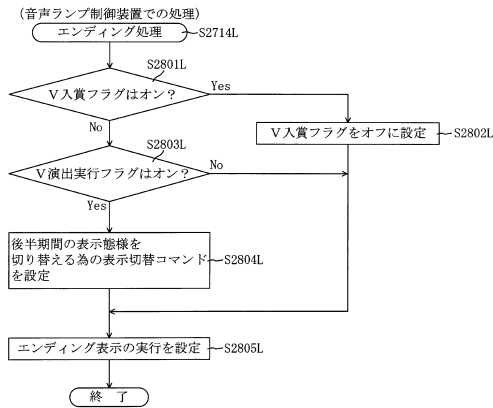 (音声ランプ制御装置での処理)
エンディング処理 S2714L
S2801L
V入賞フラグはオン?
Yes
No
V入賞フラグをオフに設定 S2802L
S2803L
V演出実行フラグはオン?
No
Yes
後半期間の表示態様を
切り替える為の表示切替コマンド
を設定
S2804L
エンディング表示の実行を設定 S2805L
終 了